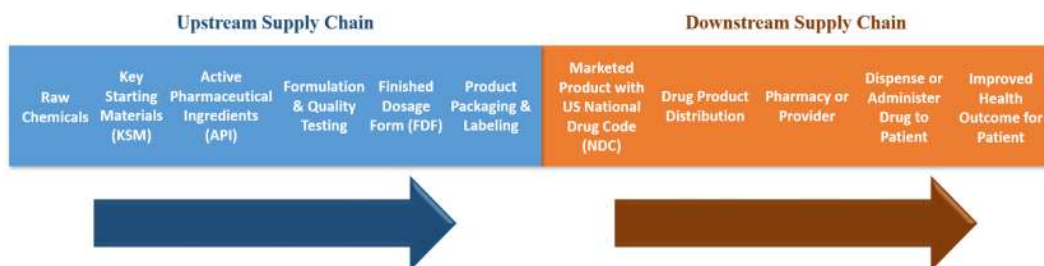 Upstream Supply Chain
Downstream Supply Chain
Raw
Chemicals
Key
Starting
Materials
(KSM)
Active
Pharmaceutical
Ingredients
(API)
Formulation
& Quality
Testing
Finished
Dosage
Form (FDF)
Product
Packaging &
Labeling
Marketed
Product with
US National
Drug Code
(NDC)
Drug Product
Distribution
Pharmacy or
Provider
Dispense or
Administer
Drug to
Patient
Improved
Health
Outcome for
Patient